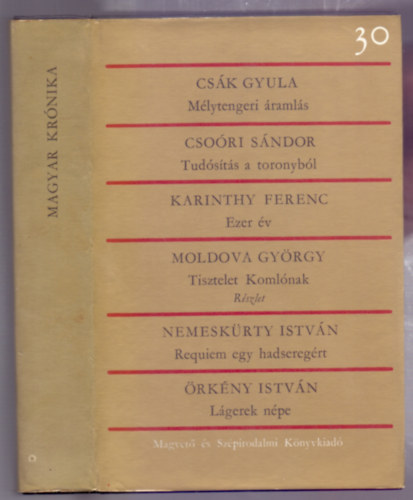 MAGYAR KRÓNIKA
30
CSÁK GYULA
Mélytengeri áramlás
CSOÓRI SÁNDOR
Tudósítás a toronyból
KARINTHY FERENC
Ezer év
MOLDOVA GYÖRGY
Tisztelet Komlónak
Részlet
NEMESKÜRTY ISTVÁN
Requiem egy hadseregért
ÖRKÉNY ISTVÁN
Lágerek népe
Magvető és Szépirodalmi Könyvkiadó